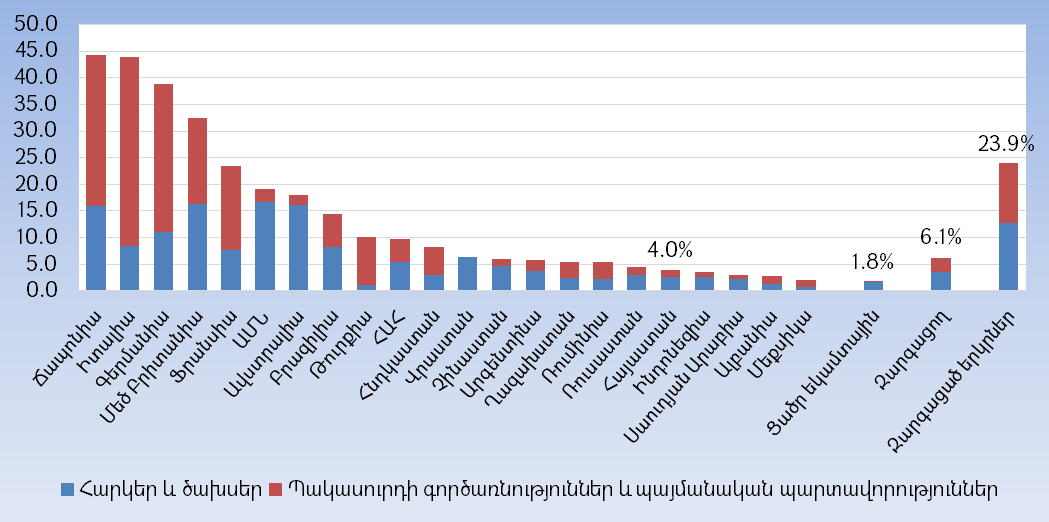 50.0
45.0
40.0
35.0
30.0
25.0
20.0
15.0
10.0
5.0
0.0
4.0%
1.8%
6.1%
23.9%
Ճապոնիա
Իտալիա
Գերմանիա
Մեծ Բրիտանիա
Ֆրանսիա
ԱՄՆ
Ավստրալիա
Բրազիլիա
Թուրքիա
ՀԱՀ
Հնդկաստան
Վրաստան
Չինաստան
Արգենտինա
Ղազախստան
Ռումինիա
Ռուսաստան
Հայաստան
Ինդոնեզիա
Սաուդյան Արաբիա
Ալբանիա
Մեքսիկա
Ցածր եկամտային
Զարգացող
Զարգացած երկրներ
Հարկեր և ծախսեր
Պակասուրդի գործառնություններ և պայմանական պարտավորություններ